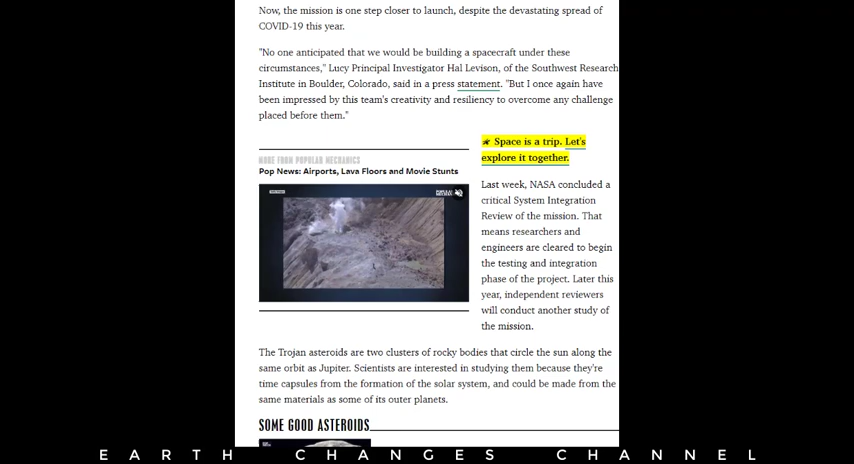 Now, the mission is one step closer to launch, despite the devastating spread of
COVID-19 this year.
"No one anticipated that we would be building a spacecraft under these
circumstances," Lucy Principal Investigator Hal Levison, of the Southwest Research
Institute in Boulder, Colorado, said in a press statement. "But I once again have
been impressed by this team's creativity and resiliency to overcome any challenge
placed before them."
MORE FROM POPULAR MECHANICS
Pop News: Airports, Lava Floors and Movie Stunts
Space is a trip. Let's
explore it together.
Last week, NASA concluded a
critical System Integration
Review of the mission. That
means researchers and
engineers are cleared to begin
the testing and integration
phase of the project. Later this
year, independent reviewers
will conduct another study of
the mission.
The Trojan asteroids are two clusters of rocky bodies that circle the sun along the
same orbit as Jupiter. Scientists are interested in studying them because they're
time capsules from the formation of the solar system, and could be made from the
same materials as some of its outer planets.
SOME GOOD ASTEROIDS
EARTH CHANGES CHANNEL